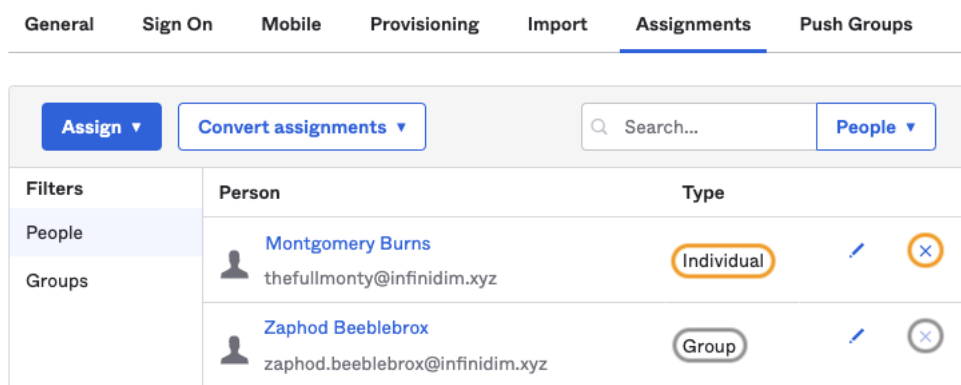 General Sign On Mobile Provisioning Import Assignments Push Groups
Assign ▼ Convert assignments ▼ Search... People ▼
Filters Person Type
People
Montgomery Burns
thefullmonty@infinidim.xyz
Individual
Groups
Zaphod Beeblebrox
zaphod.beeblebrox@infinidim.xyz
Group